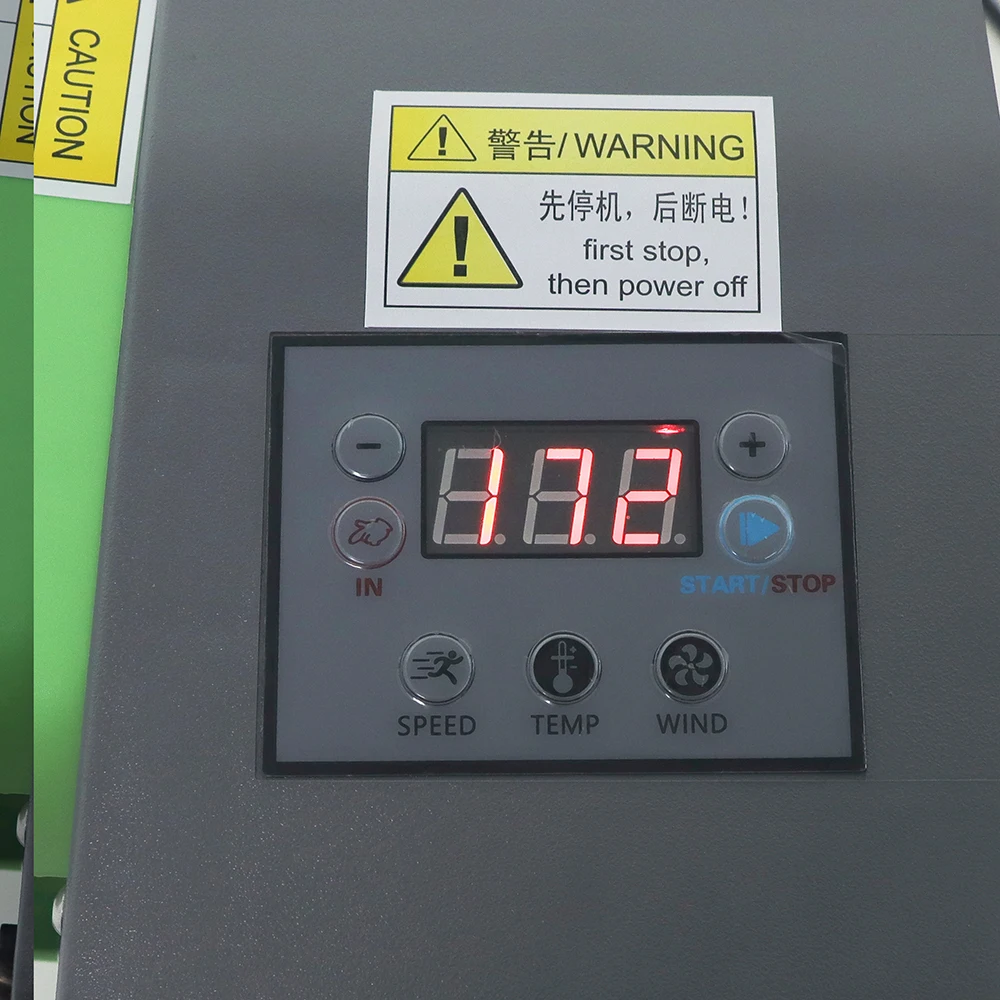 CAUTION
警告/WARNING
先停机，后断电！
first stop,
then power off
-
+
172
IN
START/STOP
SPEED
TEMP
WIND